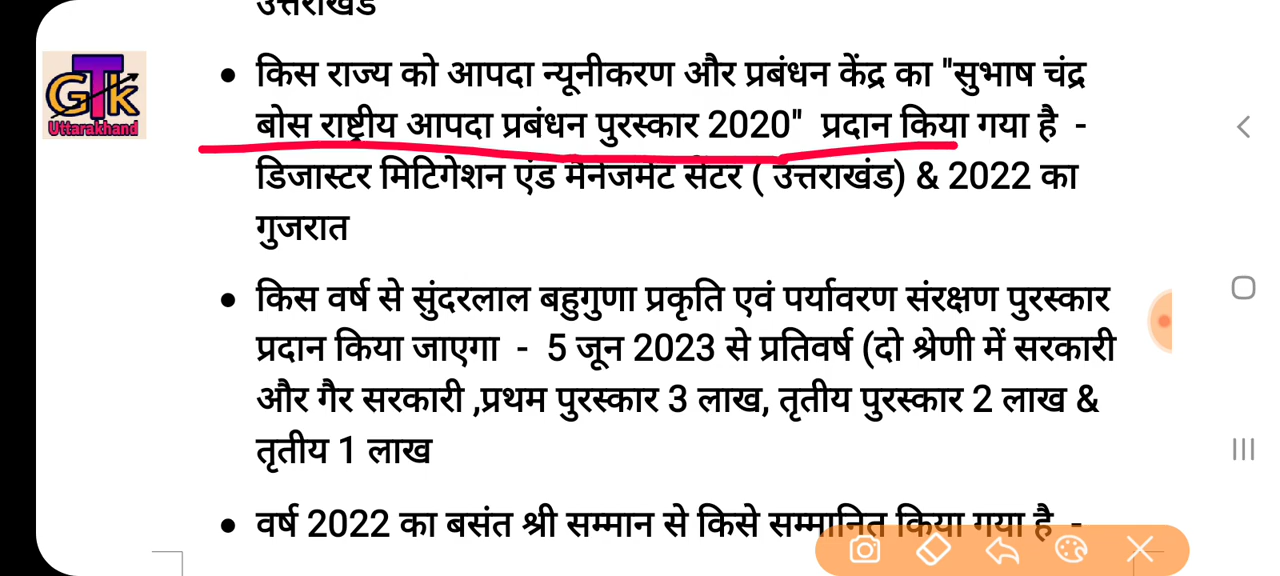 उत्तराखंड
GTK
Uttarakhand
• किस राज्य को आपदा न्यूनीकरण और प्रबंधन केंद्र का "सुभाष चंद्र
बोस राष्ट्रीय आपदा प्रबंधन पुरस्कार 2020" प्रदान किया गया है -
डिजास्टर मिटिगेशन एंड मैनेजमेंट सेंटर ( उत्तराखंड) & 2022 का
गुजरात
• किस वर्ष से सुंदरलाल बहुगुणा प्रकृति एवं पर्यावरण संरक्षण पुरस्कार
प्रदान किया जाएगा - 5 जून 2023 से प्रतिवर्ष (दो श्रेणी में सरकारी
और गैर सरकारी ,प्रथम पुरस्कार 3 लाख, तृतीय पुरस्कार 2 लाख &
तृतीय 1 लाख
• वर्ष 2022 का बसंत श्री सम्मान से किसे सम्मानित किया गया है -